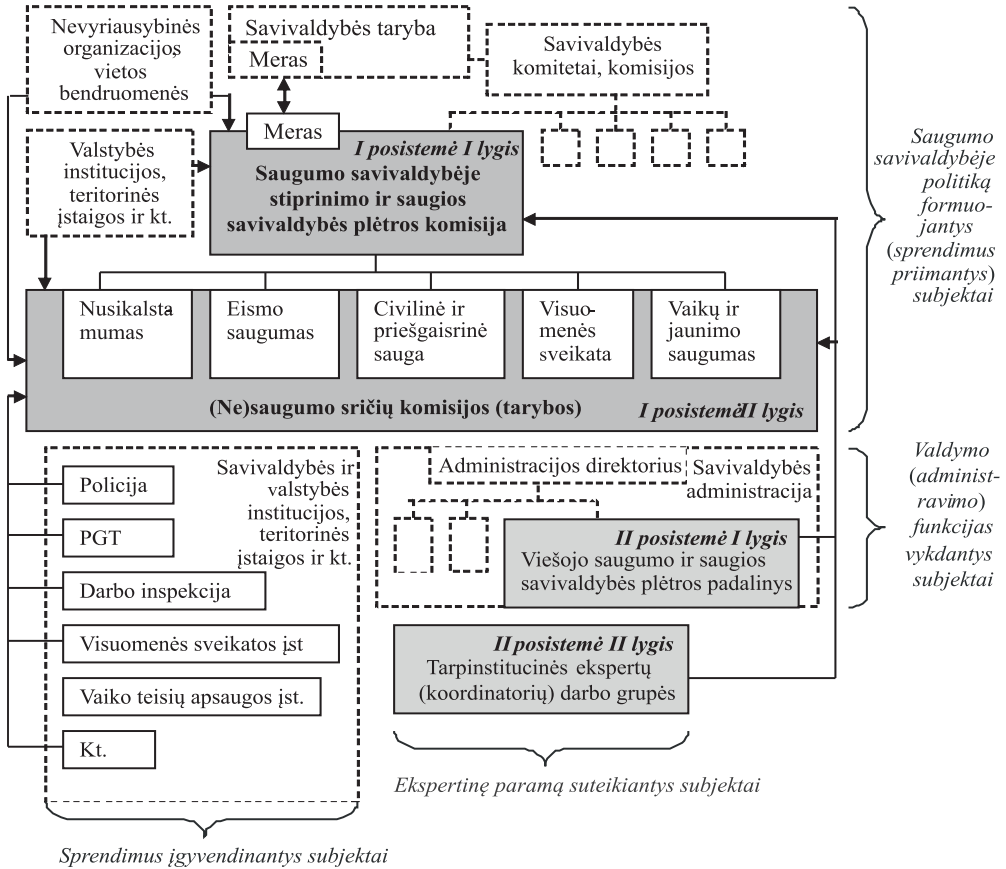 Nevyriausybinės
organizacijos,
vietos
bendruomenės
Savivaldybės taryba
Meras
Savivaldybės
komitetai, komisijos
Meras
Valstybės
institucijos,
teritorinės
įstaigos ir kt.
I posistemė I lygis
Saugumo savivaldybėje
stiprinimo ir saugios
savivaldybės plėtros komisija
Saugumo
savivaldybėje
politiką
formuo-
jantys
(sprendimus
priimantys)
subjektai
Nusikalsta
mumas
Eismo
saugumas
Civilinė ir
priešgaisrinė
sauga
Visuo-
menės
sveikata
Vaikų ir
jaunimo
saugumas
(Ne)saugumo sričių komisijos (tarybos)
I posistemė II lygis
Savivaldybės ir
valstybės
institucijos,
teritorinės
įstaigos ir kt.
Policija
PGT
Darbo inspekcija
Visuomenės sveikatos įst
Vaiko teisių apsaugos įst.
Kt.
Administracijos direktorius
Savivaldybės
administracija
II posistemė I lygis
Viešojo saugumo ir saugios
savivaldybės plėtros padalinys
Valdymo
(administ-
ravimo)
funkcijas
vykdantys
subjektai
II posistemė II lygis
Tarpinstitucinės ekspertų
(koordinatorių) darbo grupės
Ekspertinę paramą suteikiantys subjektai
Sprendimus įgyvendinantys subjektai